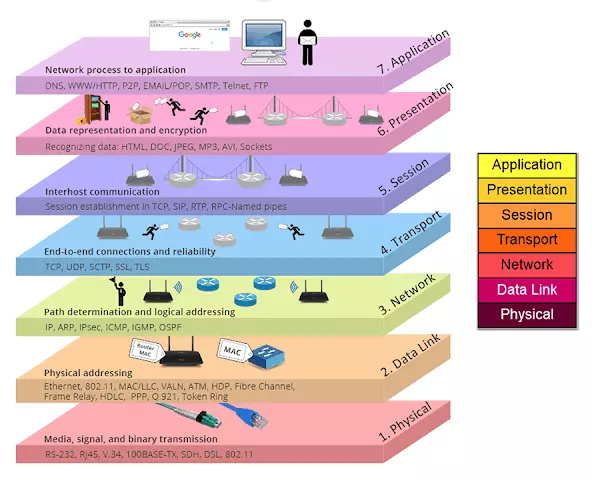 Google
7. Application
Network process to application
DNS, WWW/HTTP, P2P, EMAIL/POP, SMTP, Telnet, FTP
6. Presentation
Data representation and encryption
Recognizing data: HTML, DOC, JPEG, MP3, AVI, Sockets
5. Session
Interhost communication
Session establishment in TCP, SIP, RTP, RPC-Named pipes
4. Transport
End-to-end connections and reliability
TCP, UDP, SCTP, SSL, TLS
3. Network
Path determination and logical addressing
IP, ARP, IPsec, ICMP, IGMP, OSPF
2. Data Link
Router
MAC
MAC
Physical addressing
Ethernet, 802.11, MAC/LLC, VALN, ATM, HDP, Fibre Channel,
Frame Relay, HDLC, PPP, Q.921, Token Ring
1. Physical
Media, signal, and binary transmission
RS-232, RJ45, V.34, 100BASE-TX, SDH, DSL, 802.11
Application
Presentation
Session
Transport
Network
Data Link
Physical